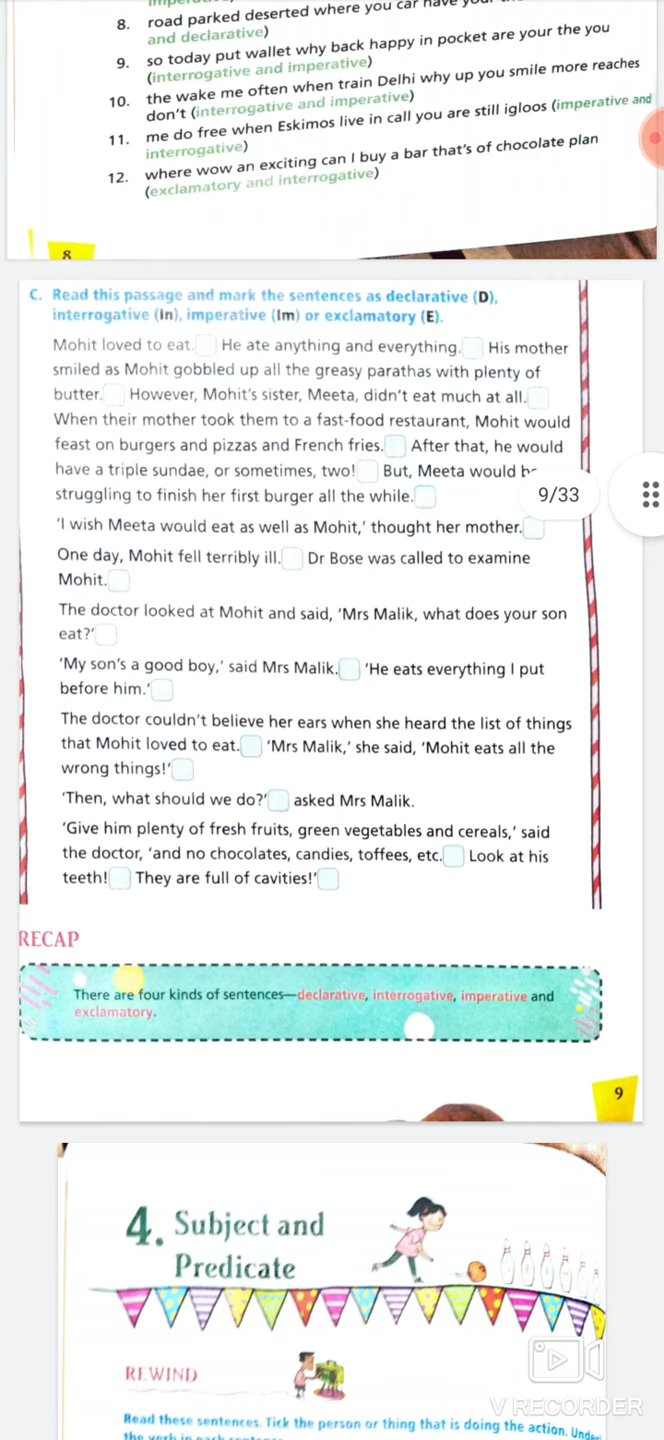 8. road parked deserted where you car have
and declarative)
9. so today put wallet why back happy in pocket are your the you
(interrogative and imperative)
10. the wake me often when train Delhi why up you smile more reaches
don't (interrogative and imperative)
11. me do free when Eskimos live in call you are still igloos (imperative and
interrogative)
12. where wow an exciting can I buy a bar that's of chocolate plan
(exclamatory and interrogative)
8
C. Read this passage and mark the sentences as declarative (D),
interrogative (In), imperative (Im) or exclamatory (E).
Mohit loved to eat. He ate anything and everything. His mother
smiled as Mohit gobbled up all the greasy parathas with plenty of
butter. However, Mohit's sister, Meeta, didn't eat much at all.
When their mother took them to a fast-food restaurant, Mohit would
feast on burgers and pizzas and French fries. After that, he would
have a triple sundae, or sometimes, two! But, Meeta would
struggling to finish her first burger all the while.
9/33
'I wish Meeta would eat as well as Mohit,' thought her mother.
One day, Mohit fell terribly ill. Dr Bose was called to examine
Mohit.
The doctor looked at Mohit and said, 'Mrs Malik, what does your son
eat?'
'My son's a good boy,' said Mrs Malik. 'He eats everything I put
before him.'
The doctor couldn't believe her ears when she heard the list of things
that Mohit loved to eat. 'Mrs Malik,' she said, 'Mohit eats all the
wrong things!'
'Then, what should we do?' asked Mrs Malik.
'Give him plenty of fresh fruits, green vegetables and cereals,' said
the doctor, 'and no chocolates, candies, toffees, etc. Look at his
teeth! They are full of cavities!'
RECAP
There are four kinds of sentences—declarative, interrogative, imperative and
exclamatory.
9
4. Subject and
Predicate
REWIND
V RECORDER
Read these sentences. Tick the person or thing that is doing the action.
the verb in each